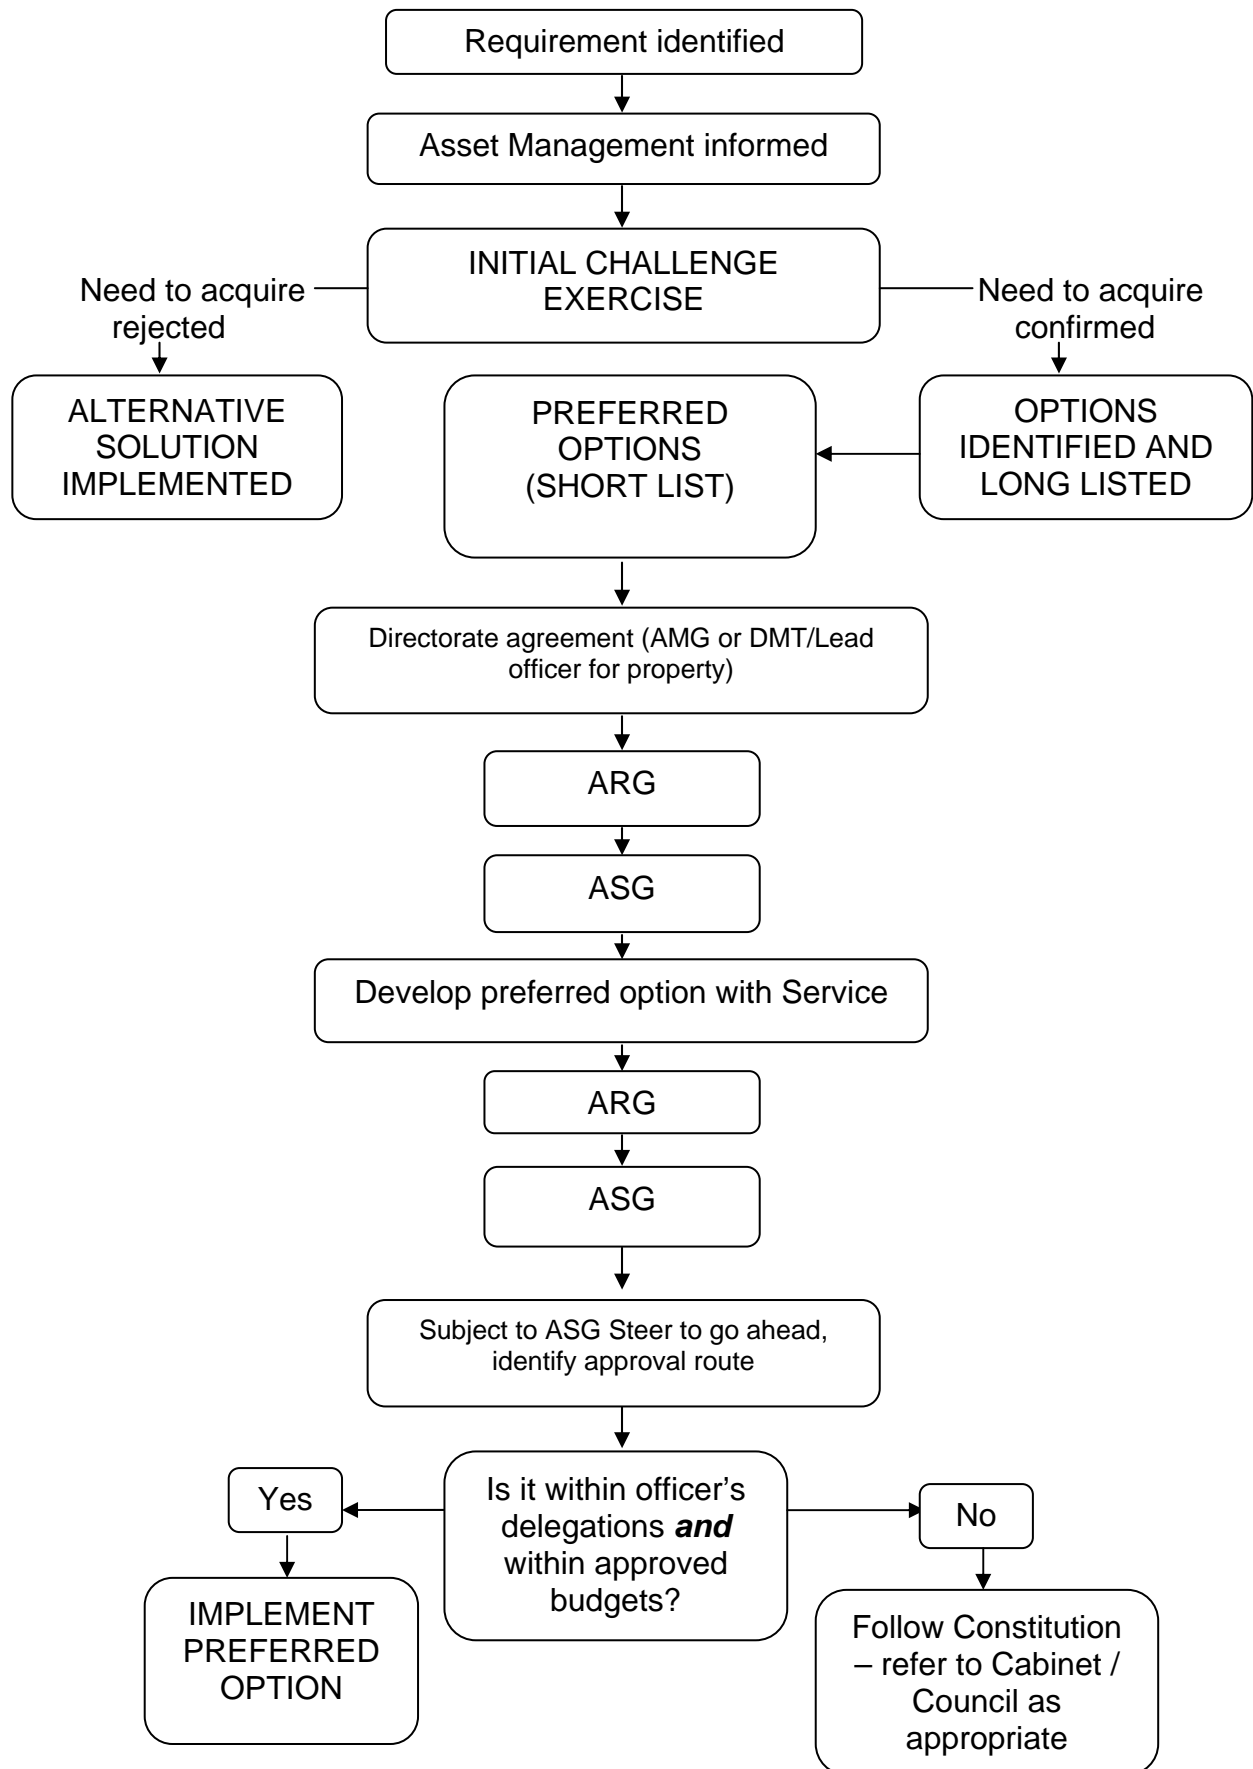 Requirement identified
Asset Management informed
INITIAL CHALLENGE
EXERCISE
Need to acquire
rejected
Need to acquire
confirmed
ALTERNATIVE
SOLUTION
IMPLEMENTED
PREFERRED
OPTIONS
(SHORT LIST)
OPTIONS
IDENTIFIED AND
LONG LISTED
Directorate agreement (AMG or DMT/Lead
officer for property)
ARG
ASG
Develop preferred option with Service
ARG
ASG
Subject to ASG Steer to go ahead,
identify approval route
Is it within officer’s
delegations and
within approved
budgets?
Yes
No
IMPLEMENT
PREFERRED
OPTION
Follow Constitution
– refer to Cabinet /
Council as
appropriate